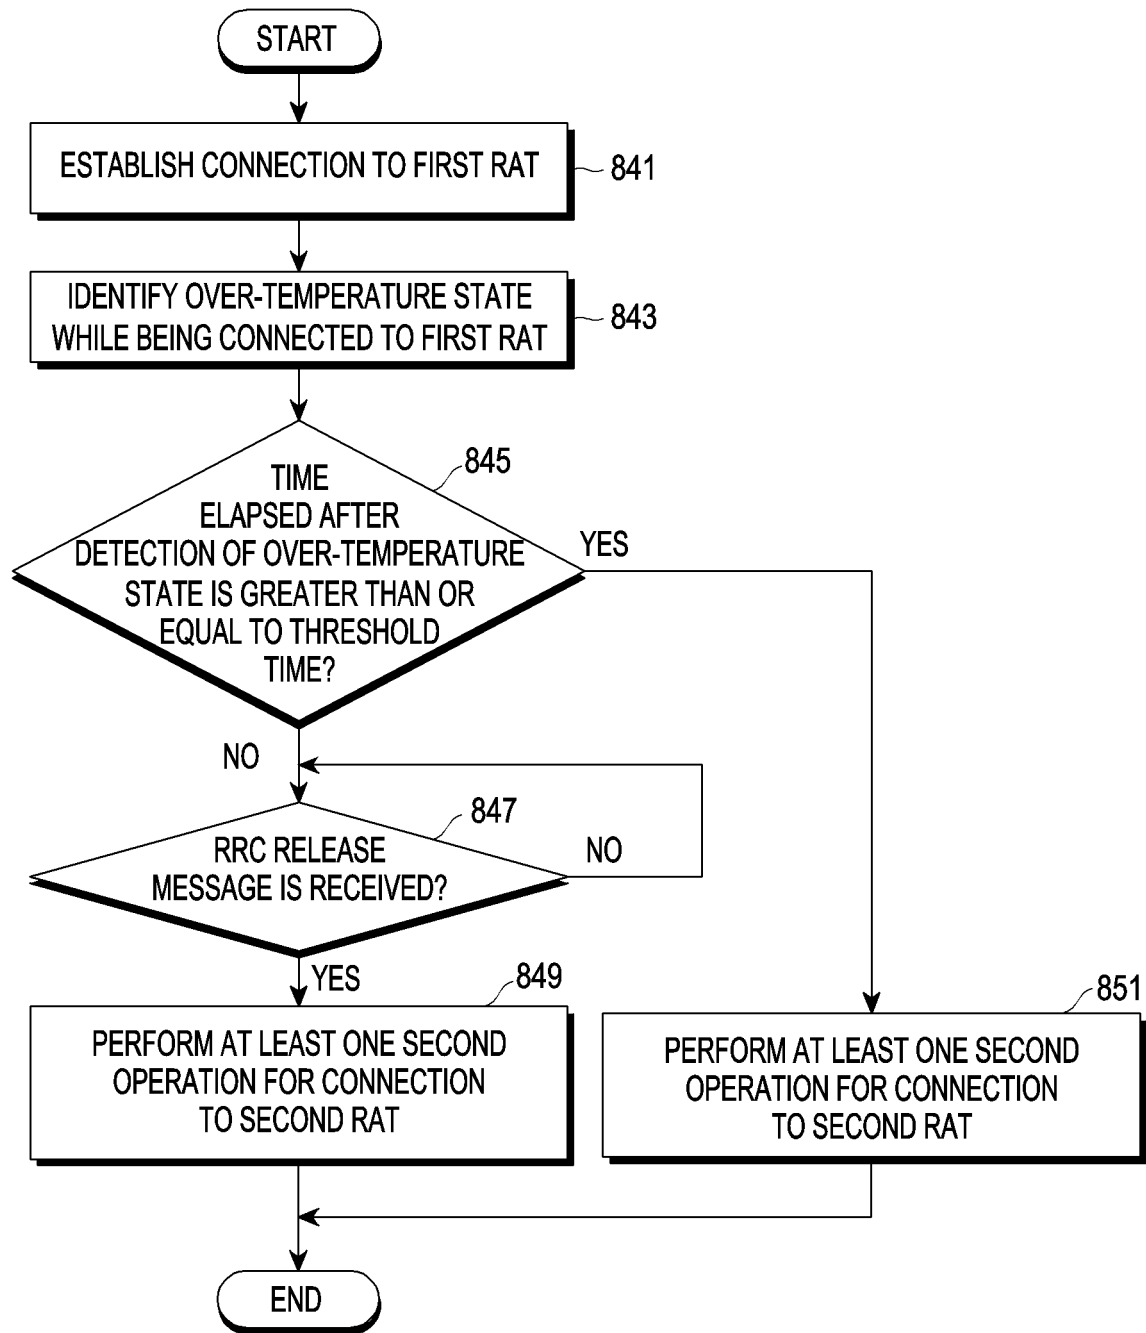 START
ESTABLISH CONNECTION TO FIRST RAT
841
IDENTIFY OVER-TEMPERATURE STATE
WHILE BEING CONNECTED TO FIRST RAT
843
845
TIME
ELAPSED AFTER
DETECTION OF OVER-TEMPERATURE
STATE IS GREATER THAN OR
EQUAL TO THRESHOLD
TIME?
YES
NO
847
RRC RELEASE
MESSAGE IS RECEIVED?
NO
YES
849
PERFORM AT LEAST ONE SECOND
OPERATION FOR CONNECTION
TO SECOND RAT
851
PERFORM AT LEAST ONE SECOND
OPERATION FOR CONNECTION
TO SECOND RAT
END